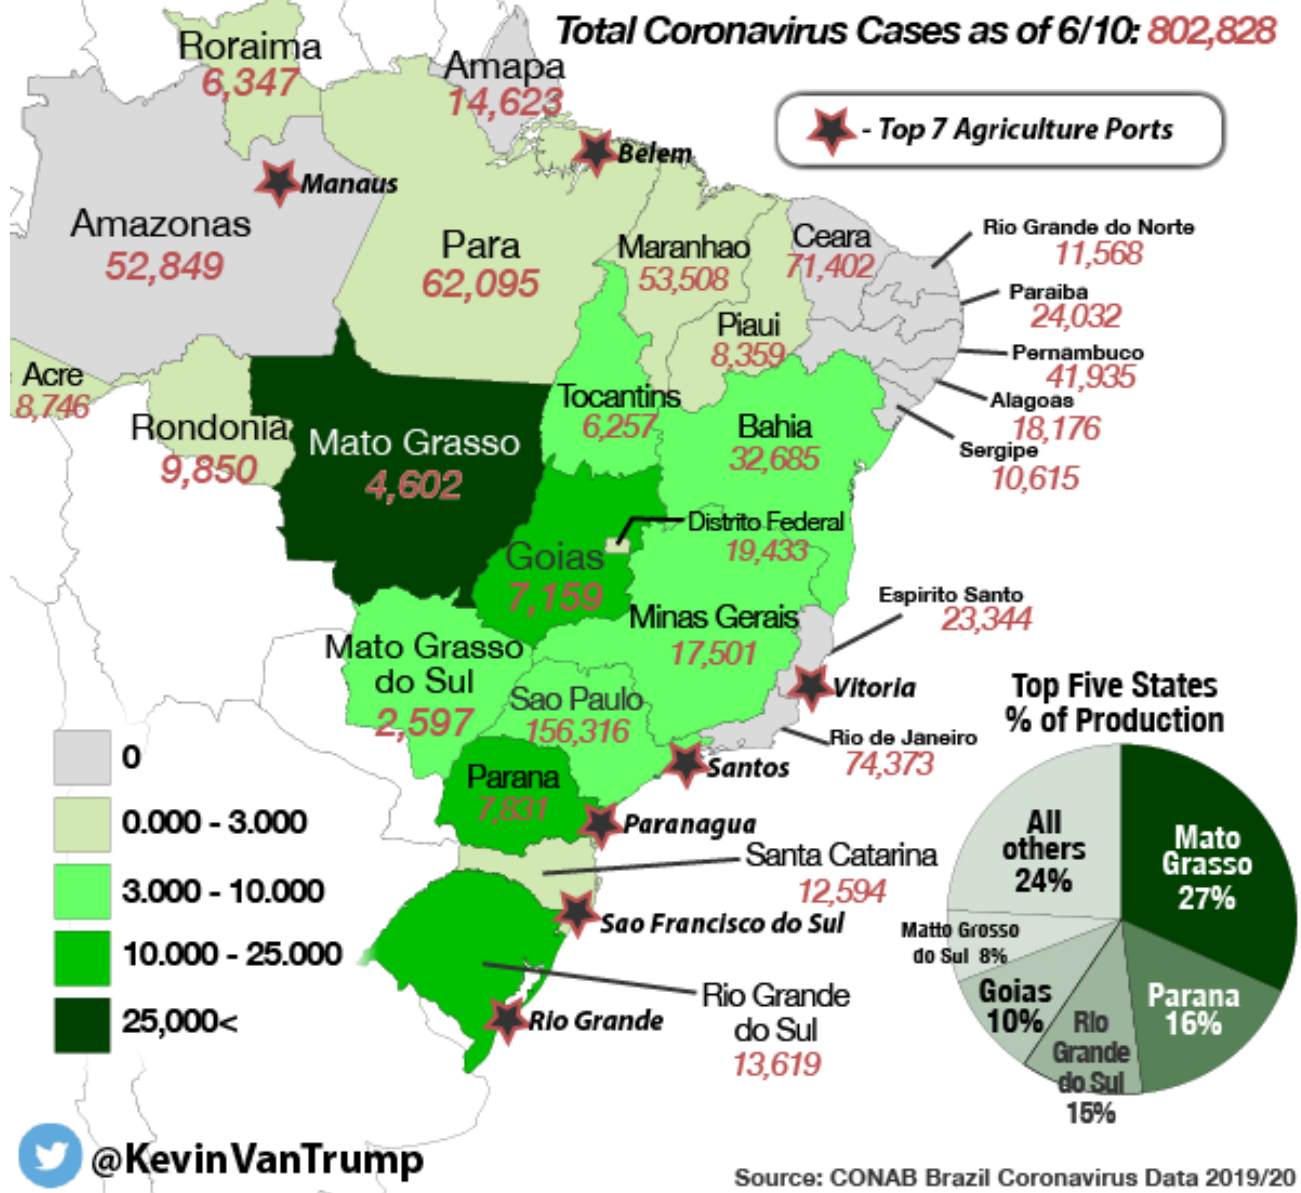 Total Coronavirus Cases as of 6/10: 802,828
- Top 7 Agriculture Ports
Roraima
6,347
Amapa
14,623
Belem
Manaus
Amazonas
52,849
Para
62,095
Maranhao
53,508
Ceara
71,402
Piaui
8,359
Rio Grande do Norte
11,568
Paraiba
24,032
Pernambuco
41,935
Alagoas
18,176
Sergipe
10,615
Acre
8,746
Rondonia
9,850
Mato Grasso
4,602
Tocantins
6,257
Bahia
32,685
Distrito Federal
19,433
Goias
7,159
Minas Gerais
17,501
Espirito Santo
23,344
Vitoria
Mato Grasso
do Sul
2,597
Sao Paulo
156,316
Rio de Janeiro
74,373
Santos
Parana
7,831
Paranagua
Santa Catarina
12,594
Sao Francisco do Sul
Rio Grande
do Sul
13,619
Rio Grande
0
0.000 - 3.000
3.000 - 10.000
10.000 - 25.000
25,000<
Top Five States
% of Production
Mato
Grasso
27%
Parana
16%
Rio
Grande
do Sul
15%
Goias
10%
Matto Grosso
do Sul 8%
All
others
24%
@KevinVanTrump
Source: CONAB Brazil Coronavirus Data 2019/20